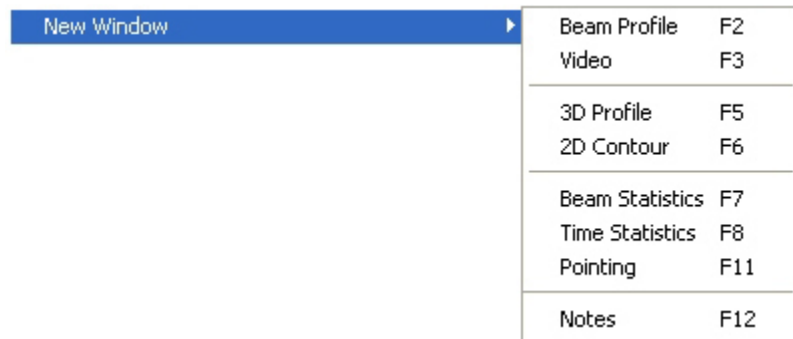 New Window
Beam Profile F2
Video F3
3D Profile F5
2D Contour F6
Beam Statistics F7
Time Statistics F8
Pointing F11
Notes F12